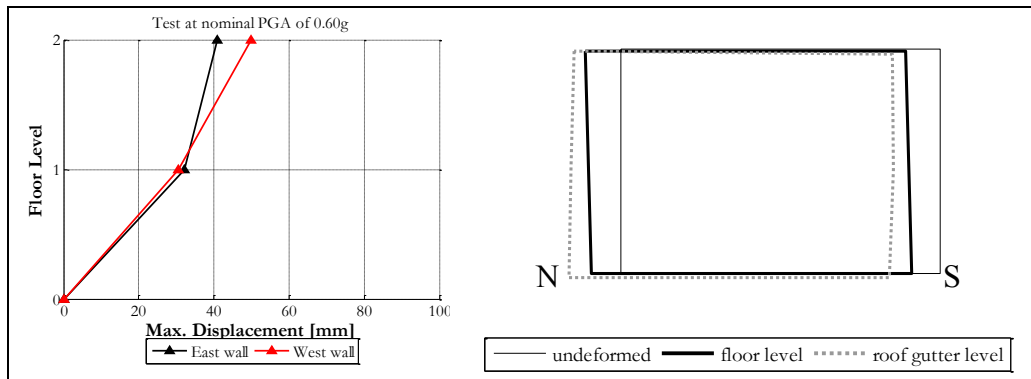 Test at nominal PGA of 0.60g
2
1
0
Floor Level
0 20 40 60 80 100
Max. Displacement [mm]
East wall West wall
N S
undeformed floor level roof gutter level